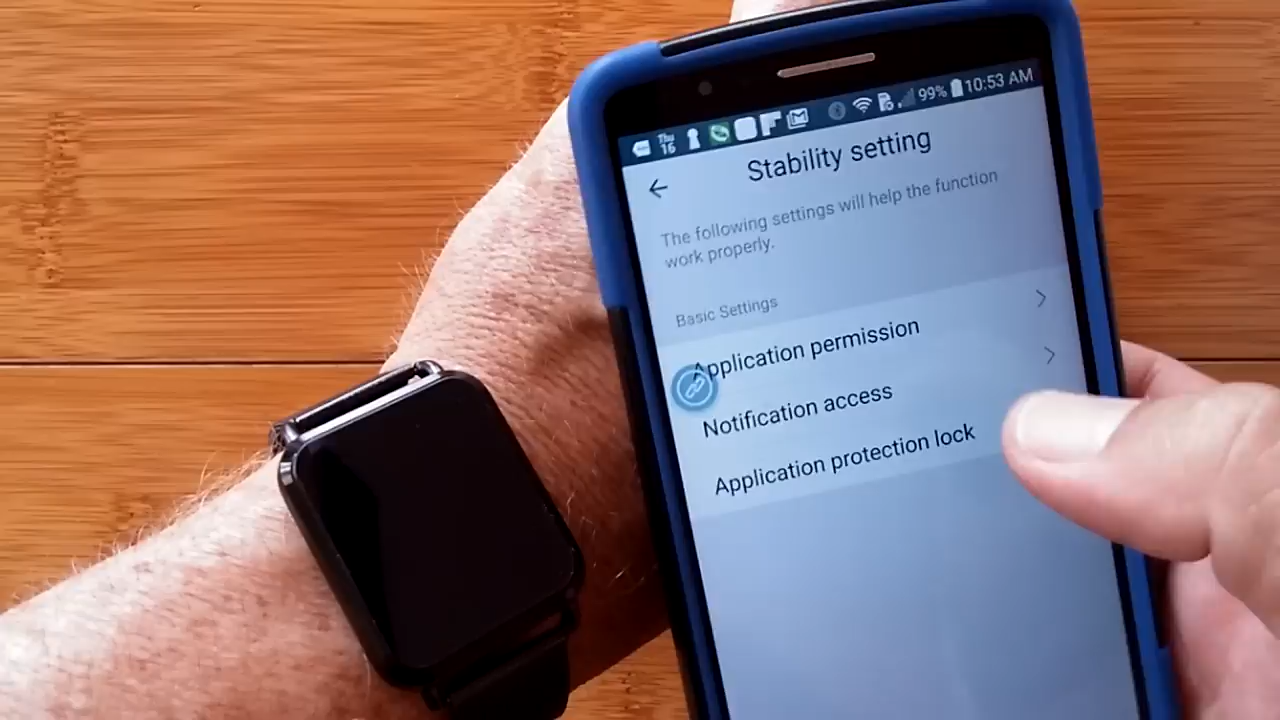 Thu
16
99% 10:53 AM
Stability setting
The following settings will help the function
work properly.
Basic Settings
Application permission
Notification access
Application protection lock